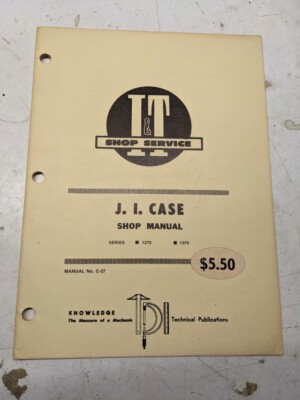 I&T
SHOP SERVICE
J. I. CASE
SHOP MANUAL
SERIES ■ 1270 ■ 1370
$5.50
MANUAL No. C-27
KNOWLEDGE
The Measure of a Mechanic
Technical Publications